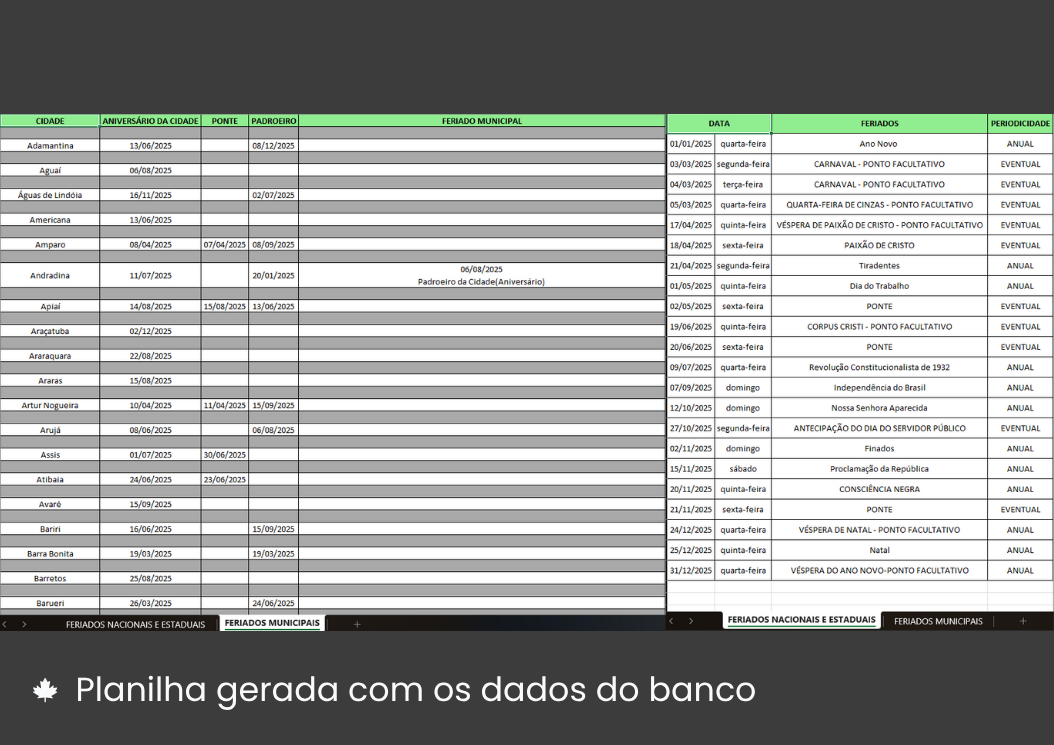 CIDADE ANIVERSÁRIO DA CIDADE PONTE PADROEIRO FERIADO MUNICIPAL
Adamantina 13/06/2025 08/12/2025
Aguaí 06/08/2025
Águas de Lindóia 16/11/2025 02/07/2025
Americana 13/06/2025
Amparo 08/04/2025 07/04/2025 08/09/2025
Andradina 11/07/2025 20/01/2025 06/08/2025
Padroeiro da Cidade(Aniversário)
Apiaí 14/08/2025 15/08/2025 13/06/2025
Araçatuba 02/12/2025
Araraquara 22/08/2025
Araras 15/08/2025
Artur Nogueira 10/04/2025 11/04/2025 15/09/2025
Arujá 08/06/2025 06/08/2025
Assis 01/07/2025 30/06/2025
Atibaia 24/06/2025 23/06/2025
Avaré 15/09/2025
Bariri 16/06/2025 15/09/2025
Barra Bonita 19/03/2025 19/03/2025
Barretos 25/08/2025
Barueri 26/03/2025 24/06/2025
FERIADOS NACIONAIS E ESTADUAIS FERIADOS MUNICIPAIS +
DATA FERIADOS PERIODICIDADE
01/01/2025 quarta-feira Ano Novo ANUAL
03/03/2025 segunda-feira CARNAVAL - PONTO FACULTATIVO EVENTUAL
04/03/2025 terça-feira CARNAVAL - PONTO FACULTATIVO EVENTUAL
05/03/2025 quarta-feira QUARTA-FEIRA DE CINZAS - PONTO FACULTATIVO EVENTUAL
17/04/2025 quinta-feira VÉSPERA DE PAIXÃO DE CRISTO - PONTO FACULTATIVO EVENTUAL
18/04/2025 sexta-feira PAIXÃO DE CRISTO EVENTUAL
21/04/2025 segunda-feira Tiradentes ANUAL
01/05/2025 quinta-feira Dia do Trabalho ANUAL
02/05/2025 sexta-feira PONTE EVENTUAL
19/06/2025 quinta-feira CORPUS CRISTI - PONTO FACULTATIVO EVENTUAL
20/06/2025 sexta-feira PONTE EVENTUAL
09/07/2025 quarta-feira Revolução Constitucionalista de 1932 ANUAL
07/09/2025 domingo Independência do Brasil ANUAL
12/10/2025 domingo Nossa Senhora Aparecida ANUAL
27/10/2025 segunda-feira ANTECIPAÇÃO DO DIA DO SERVIDOR PÚBLICO EVENTUAL
02/11/2025 domingo Finados ANUAL
15/11/2025 sábado Proclamação da República ANUAL
20/11/2025 quinta-feira CONSCIÊNCIA NEGRA ANUAL
21/11/2025 sexta-feira PONTE EVENTUAL
24/12/2025 quarta-feira VÉSPERA DE NATAL - PONTO FACULTATIVO ANUAL
25/12/2025 quinta-feira Natal ANUAL
31/12/2025 quarta-feira VÉSPERA DO ANO NOVO-PONTO FACULTATIVO ANUAL
FERIADOS NACIONAIS E ESTADUAIS FERIADOS MUNICIPAIS +
Planilha gerada com os dados do banco